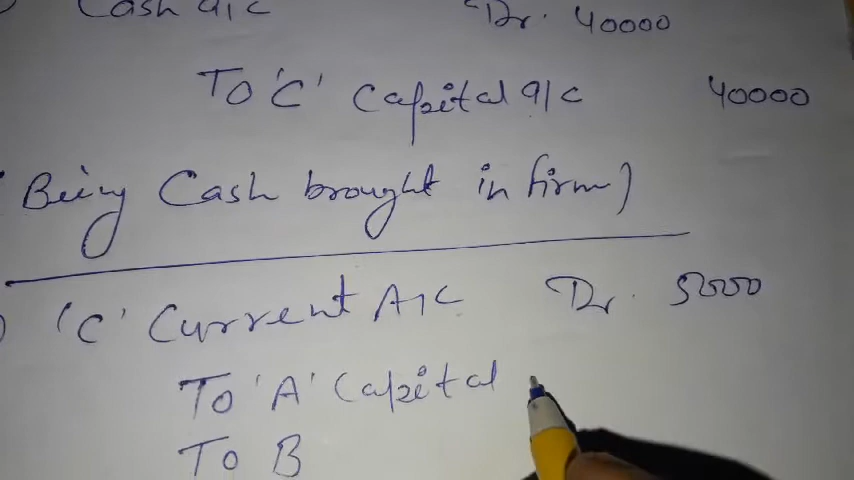 Cash a/c Dr. 40000
To 'C' Capital a/c 40000
Being Cash brought in firm)
'C' Current A/c Dr. 5000
To 'A' Capital
To B